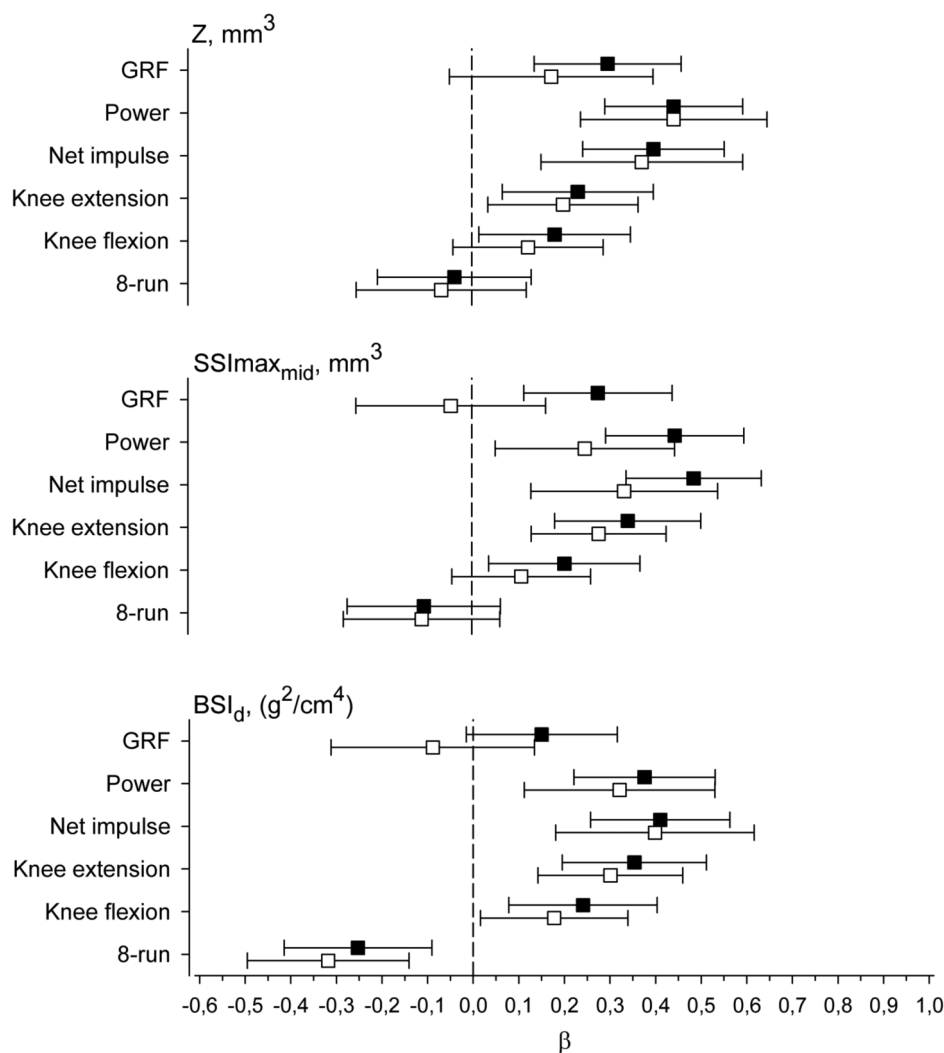 Z, mm³
GRF
Power
Net impulse
Knee extension
Knee flexion
8-run
SSImax_mid, mm³
GRF
Power
Net impulse
Knee extension
Knee flexion
8-run
BSI_d, (g²/cm⁴)
GRF
Power
Net impulse
Knee extension
Knee flexion
8-run
-0,6 -0,5 -0,4 -0,3 -0,2 -0,1 0,0 0,1 0,2 0,3 0,4 0,5 0,6 0,7 0,8 0,9 1,0
β